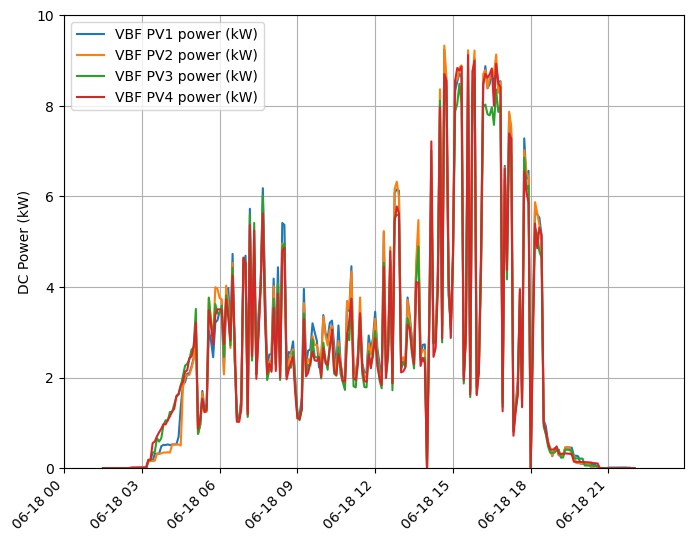 VBF PV1 power (kW)
VBF PV2 power (kW)
VBF PV3 power (kW)
VBF PV4 power (kW)
DC Power (kW)
10
8
6
4
2
0
06-18 00
06-18 03
06-18 06
06-18 09
06-18 12
06-18 15
06-18 18
06-18 21